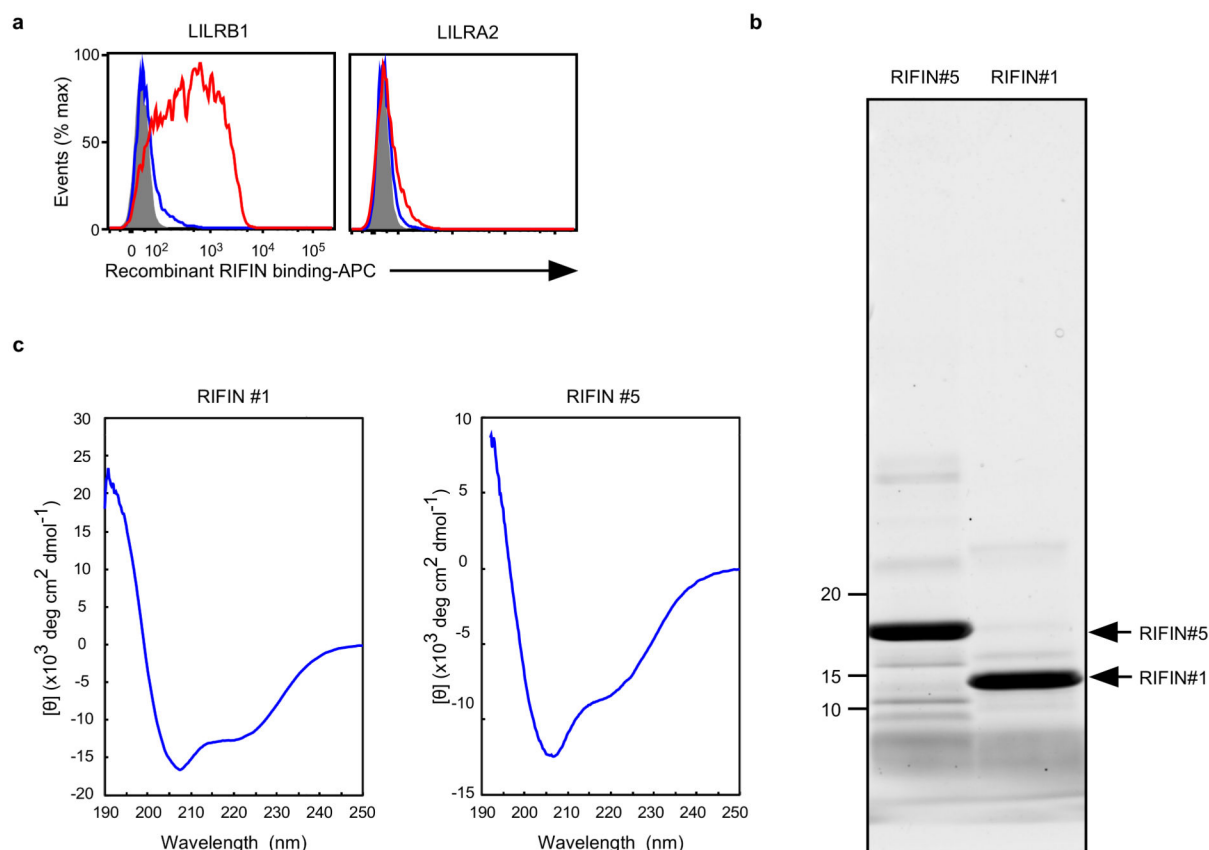 a
LILRB1
LILRA2
Events (% max)
100
50
0
0 10² 10³ 10⁴ 10⁵
Recombinant RIFIN binding-APC
b
RIFIN#5 RIFIN#1
20
15
10
RIFIN#5
RIFIN#1
c
RIFIN #1
[θ] (x10³ deg cm² dmol⁻¹)
30
25
20
15
10
5
0
-5
-10
-15
-20
190 200 210 220 230 240 250
Wavelength (nm)
RIFIN #5
[θ] (x10³ deg cm² dmol⁻¹)
10
5
0
-5
-10
-15
190 200 210 220 230 240 250
Wavelength (nm)